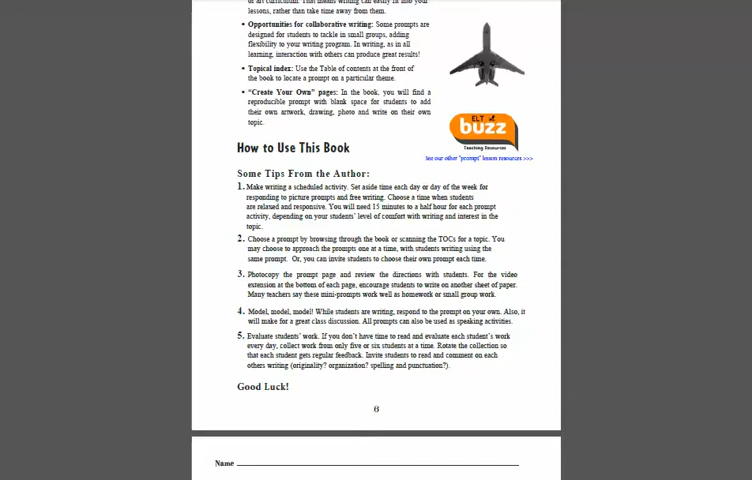 of art curriculum. That means writing can easily fit into your
lessons, rather than take time away from them.
• Opportunities for collaborative writing: Some prompts are
designed for students to tackle in small groups, adding
flexibility to your writing program. In writing, as in all
learning, interaction with others can produce great results!
• Topical index: Use the Table of contents at the front of
the book to locate a prompt on a particular theme.
• "Create Your Own" pages: In the book, you will find a
reproducible prompt with blank space for students to add
their own artwork, drawing, photo and write on their own
topic.
ELT
buzz
Teaching Resources
See our other "prompt" lesson resources >>>
How to Use This Book
Some Tips From the Author:
1. Make writing a scheduled activity. Set aside time each day or day of the week for
responding to picture prompts and free writing. Choose a time when students
are relaxed and responsive. You will need 15 minutes to a half hour for each prompt
activity, depending on your students' level of comfort with writing and interest in the
topic.
2. Choose a prompt by browsing through the book or scanning the TOCs for a topic. You
may choose to approach the prompts one at a time, with students writing using the
same prompt. Or, you can invite students to choose their own prompt each time.
3. Photocopy the prompt page and review the directions with students. For the video
extension at the bottom of each page, encourage students to write on another sheet of paper.
Many teachers say these mini-prompts work well as homework or small group work.
4. Model, model, model! While students are writing, respond to the prompt on your own. Also, it
will make for a great class discussion. All prompts can also be used as speaking activities.
5. Evaluate students' work. If you don't have time to read and evaluate each student's work
every day, collect work from only five or six students at a time. Rotate the collection so
that each student gets regular feedback. Invite students to read and comment on each
others writing (originality? organization? spelling and punctuation?).
Good Luck!
6
Name